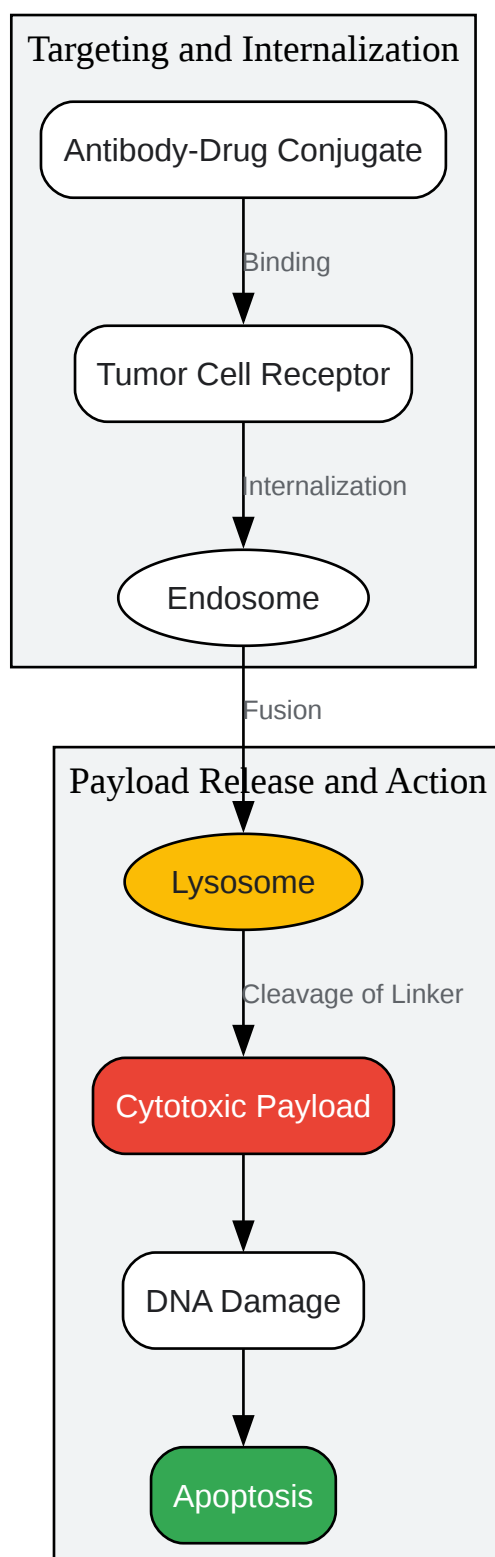 Targeting and Internalization
Antibody-Drug Conjugate
Binding
Tumor Cell Receptor
Internalization
Endosome
Fusion
Payload Release and Action
Lysosome
Cleavage of Linker
Cytotoxic Payload
DNA Damage
Apoptosis